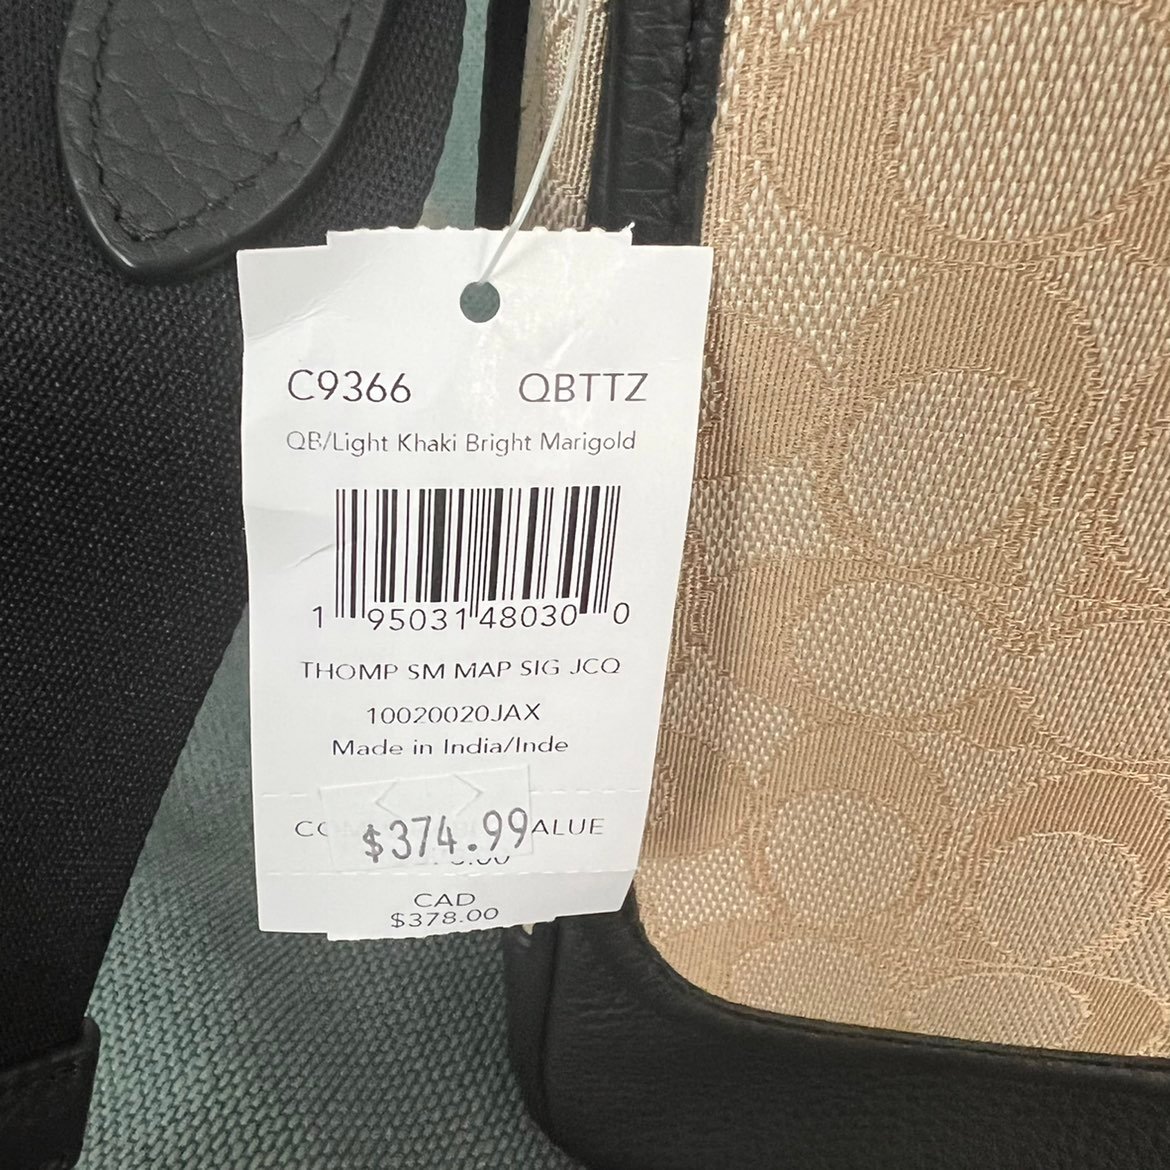 C9366 QBTTZ
QB/Light Khaki Bright Marigold
1 95031 48030 0
THOMP SM MAP SIG JCQ
10020020JAX
Made in India/Inde
$374.99
CAD
$378.00